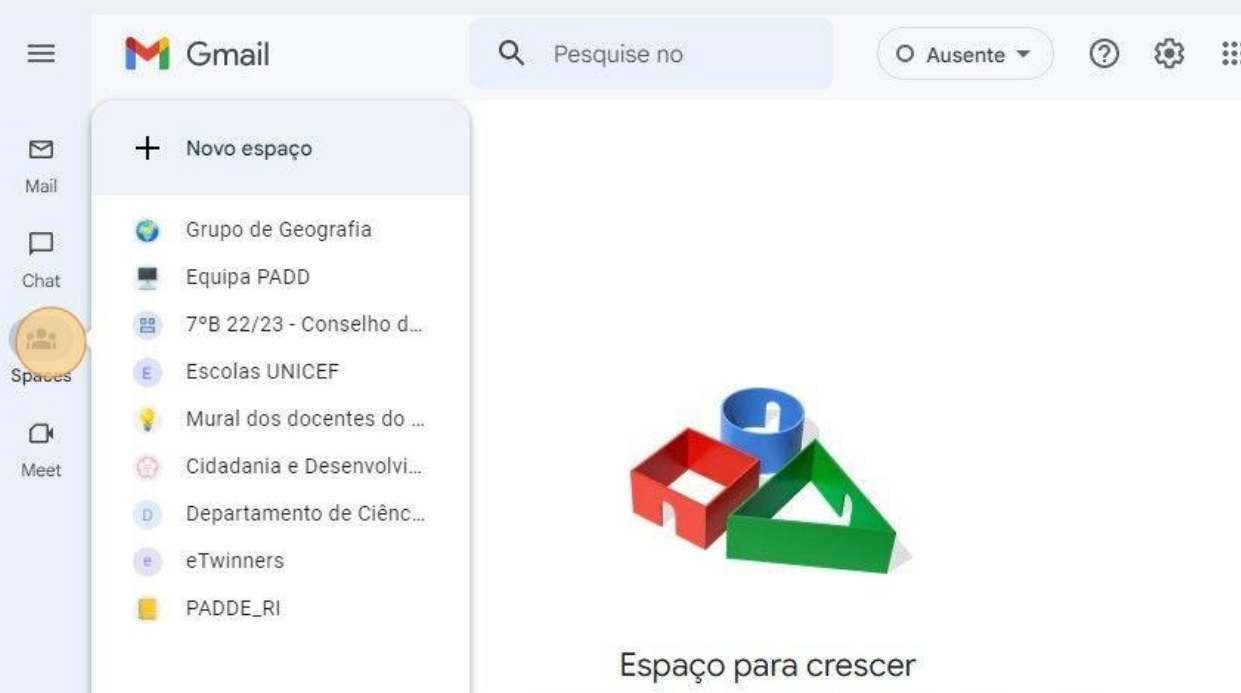 Gmail
Pesquise no
Ausente
Mail
Chat
Spaces
Meet
Novo espaço
Grupo de Geografia
Equipa PADD
7ºB 22/23 - Conselho d...
E Escolas UNICEF
Mural dos docentes do ...
Cidadania e Desenvolvi...
D Departamento de Ciênc...
e eTwinners
PADDE_RI
Espaço para crescer